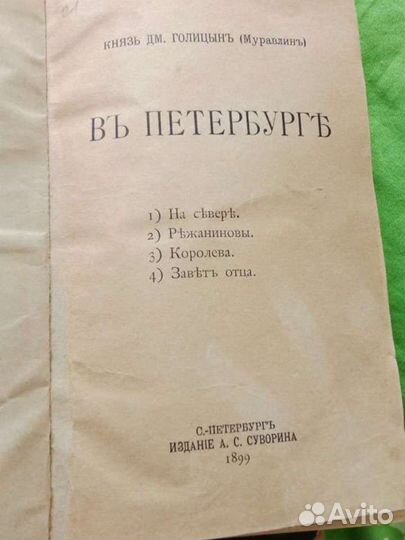 КНЯЗЬ ДМ. ГОЛИЦЫНЪ (Муравлинъ)
ВЪ ПЕТЕРБУРГѢ
1) На сѣверѣ.
2) Рѣжаниновы.
3) Королева.
4) Завѣтъ отца.
С.-ПЕТЕРБУРГЪ
ИЗДАНІЕ А. С. СУВОРИНА
1899
Avito